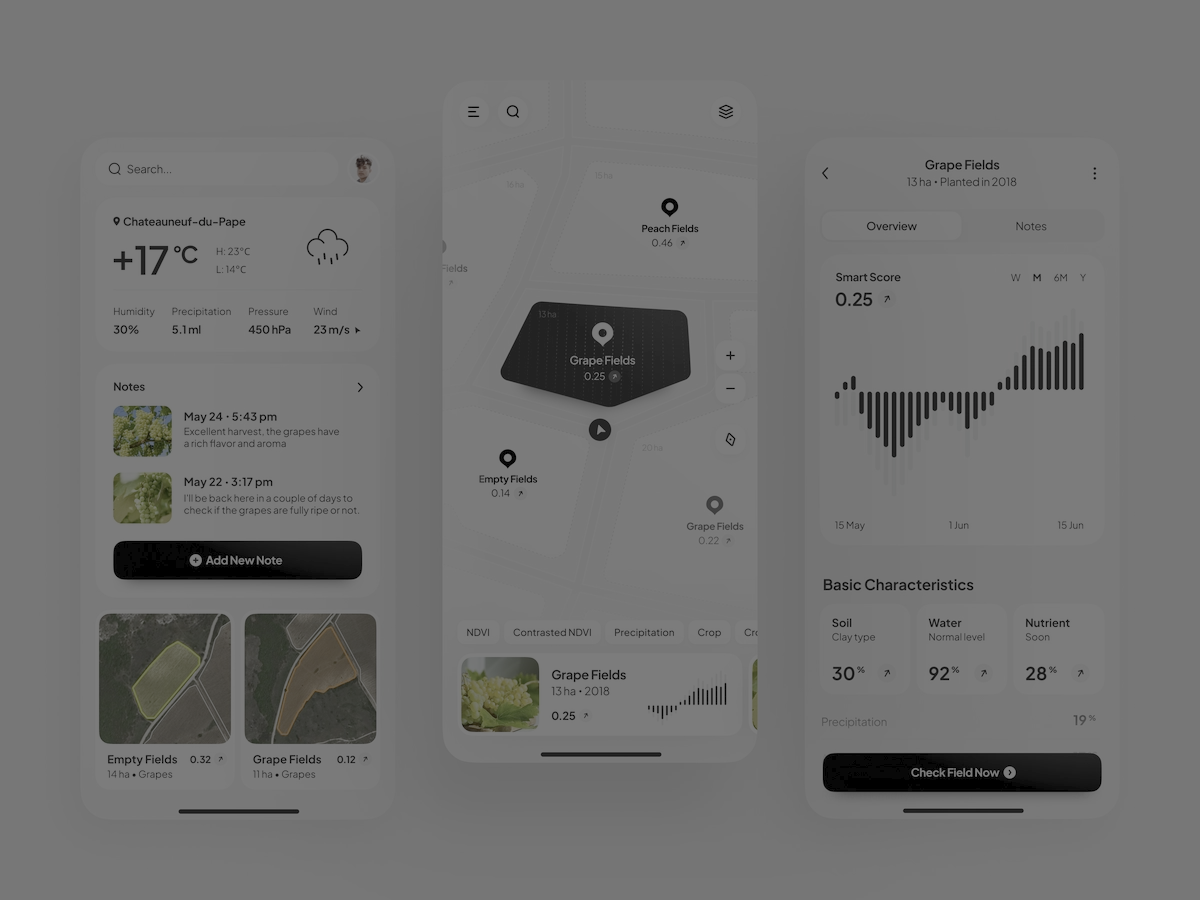 Search...
Chateauneuf-du-Pape
+17 °C
H: 23°C
L: 14°C
Humidity
30%
Precipitation
5.1 ml
Pressure
450 hPa
Wind
23 m/s
Notes
May 24 · 5:43 pm
Excellent harvest, the grapes have
a rich flavor and aroma
May 22 · 3:17 pm
I'll be back here in a couple of days to
check if the grapes are fully ripe or not.
Add New Note
Empty Fields 0.32
14 ha • Grapes
Grape Fields 0.12
11 ha • Grapes
15 ha
Peach Fields
0.46
Fields
13 ha
Grape Fields
0.25
20 ha
Empty Fields
0.14
Grape Fields
0.22
NDVI
Contrasted NDVI
Precipitation
Crop
Cro
Grape Fields
13 ha • 2018
0.25
Grape Fields
13 ha • Planted in 2018
Overview
Notes
Smart Score
0.25
W M 6M Y
15 May
1 Jun
15 Jun
Basic Characteristics
Soil
Clay type
30%
Water
Normal level
92%
Nutrient
Soon
28%
Precipitation 19%
Check Field Now